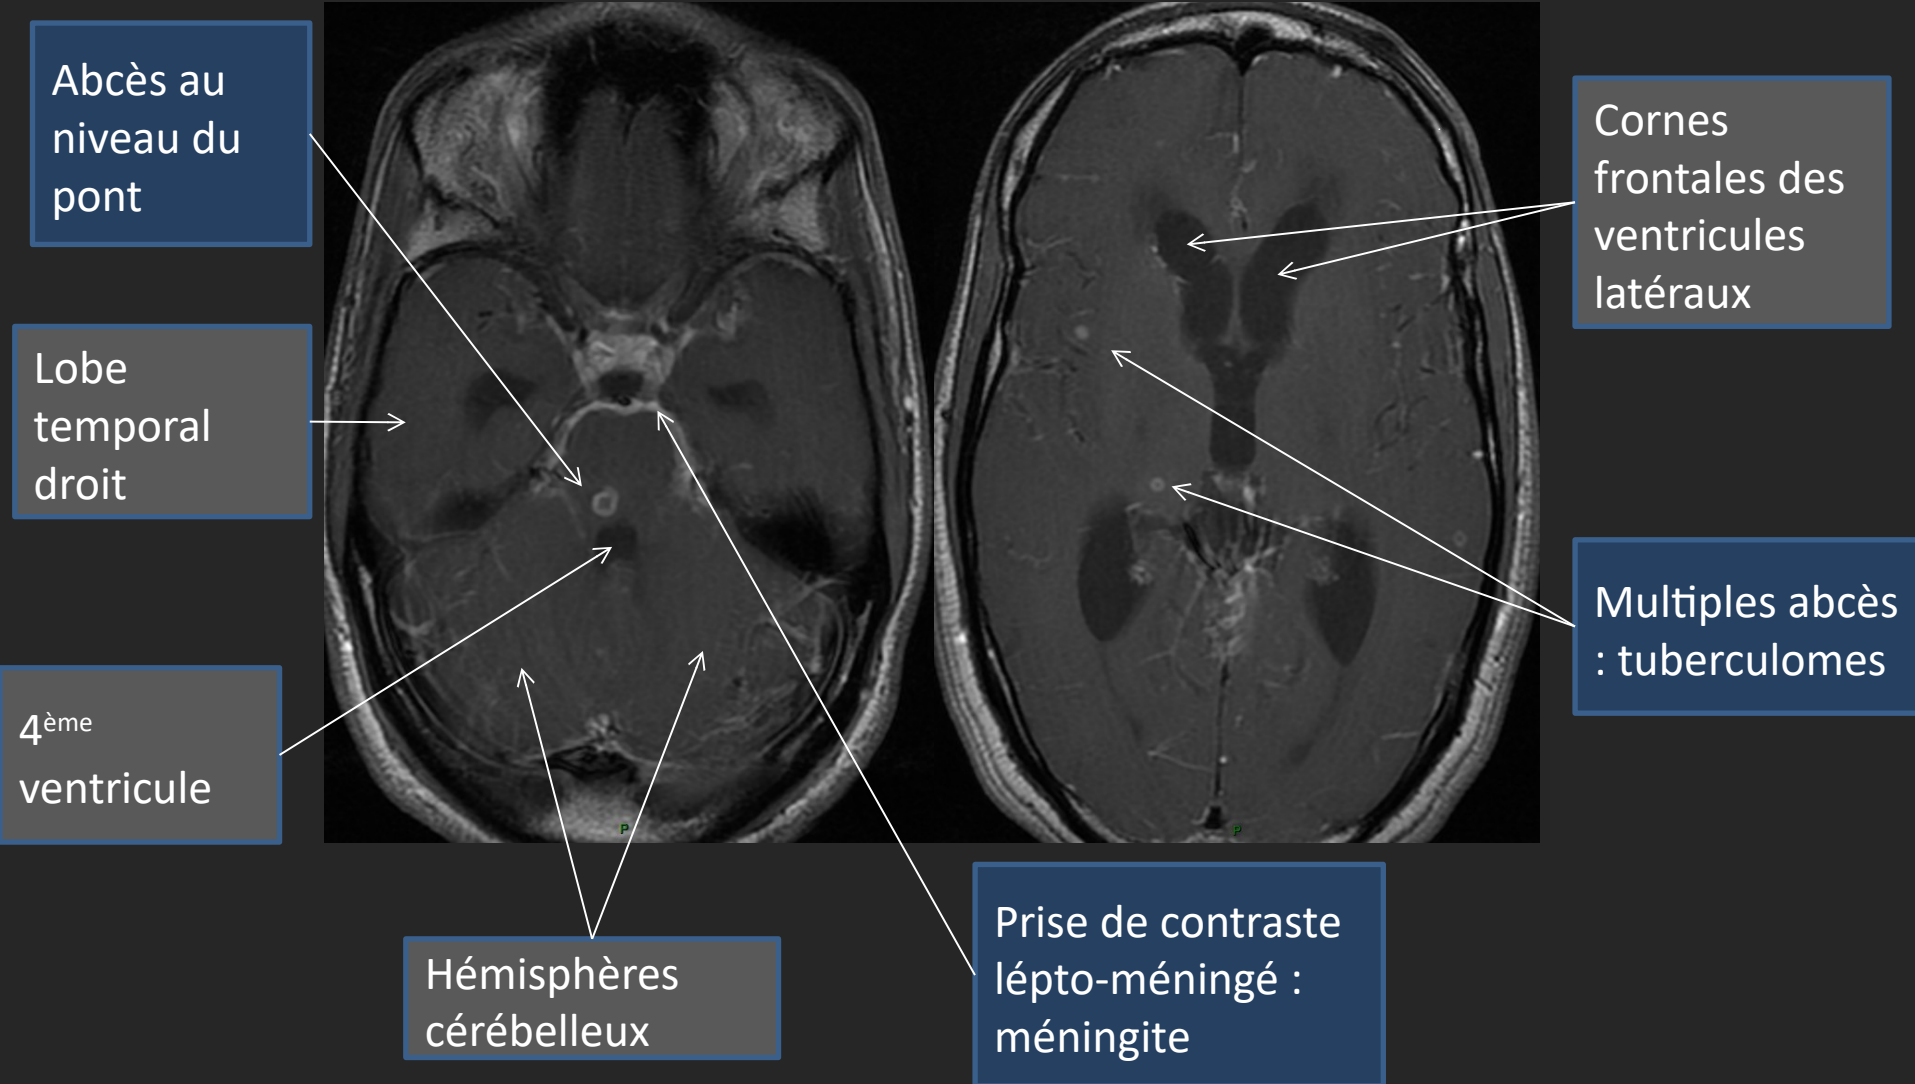 Abcès au
niveau du
pont
Lobe
temporal
droit
4ème
ventricule
Hémisphères
cérébelleux
Prise de contraste
lépto-méningé :
méningite
Cornes
frontales des
ventricules
latéraux
Multiples abcès
: tuberculomes
P
P